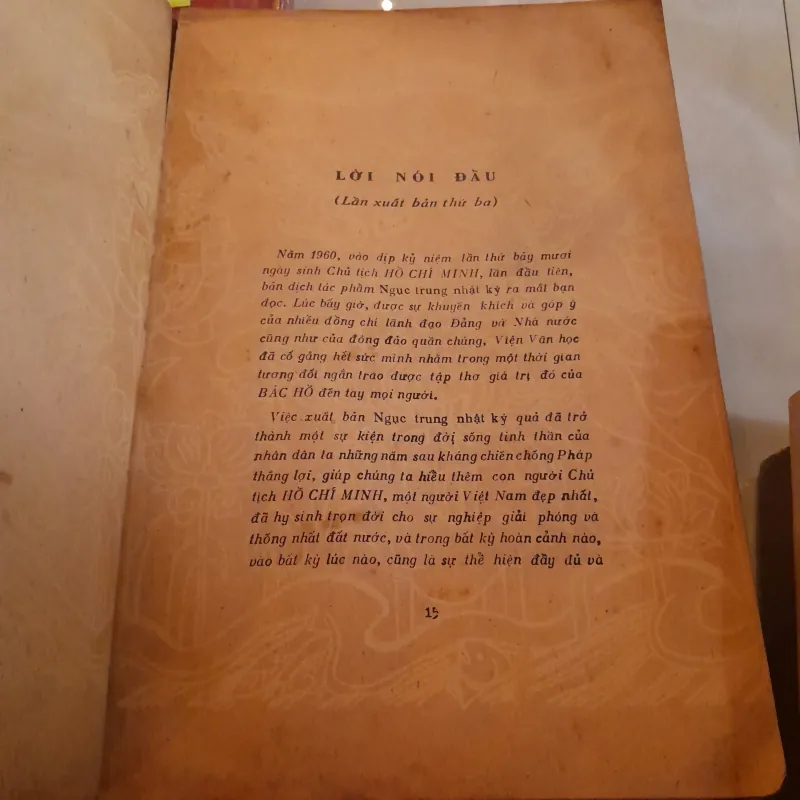 LỜI NÓI ĐẦU
(Lần xuất bản thứ ba)
Năm 1960, vào dịp kỷ niệm lần thứ bảy mươi
ngày sinh Chủ tịch HỒ CHÍ MINH, lần đầu tiên,
bản dịch tác phẩm Ngục trung nhật ký ra mắt bạn
đọc. Lúc bấy giờ, được sự khuyến khích và góp ý
của nhiều đồng chí lãnh đạo Đảng và Nhà nước
cũng như của đông đảo quần chúng, Viện Văn học
đã cố gắng hết sức mình nhằm trong một thời gian
tương đối ngắn trao được tập thơ giá trị đó của
BÁC HỒ đến tay mọi người.
Việc xuất bản Ngục trung nhật ký quả đã trở
thành một sự kiện trong đời sống tinh thần của
nhân dân ta những năm sau kháng chiến chống Pháp
thắng lợi, giúp chúng ta hiểu thêm con người Chủ
tịch HỒ CHÍ MINH, một người Việt Nam đẹp nhất,
đã hy sinh trọn đời cho sự nghiệp giải phóng và
thống nhất đất nước, và trong bất kỳ hoàn cảnh nào,
vào bất kỳ lúc nào, cũng là sự thể hiện đầy đủ và
15